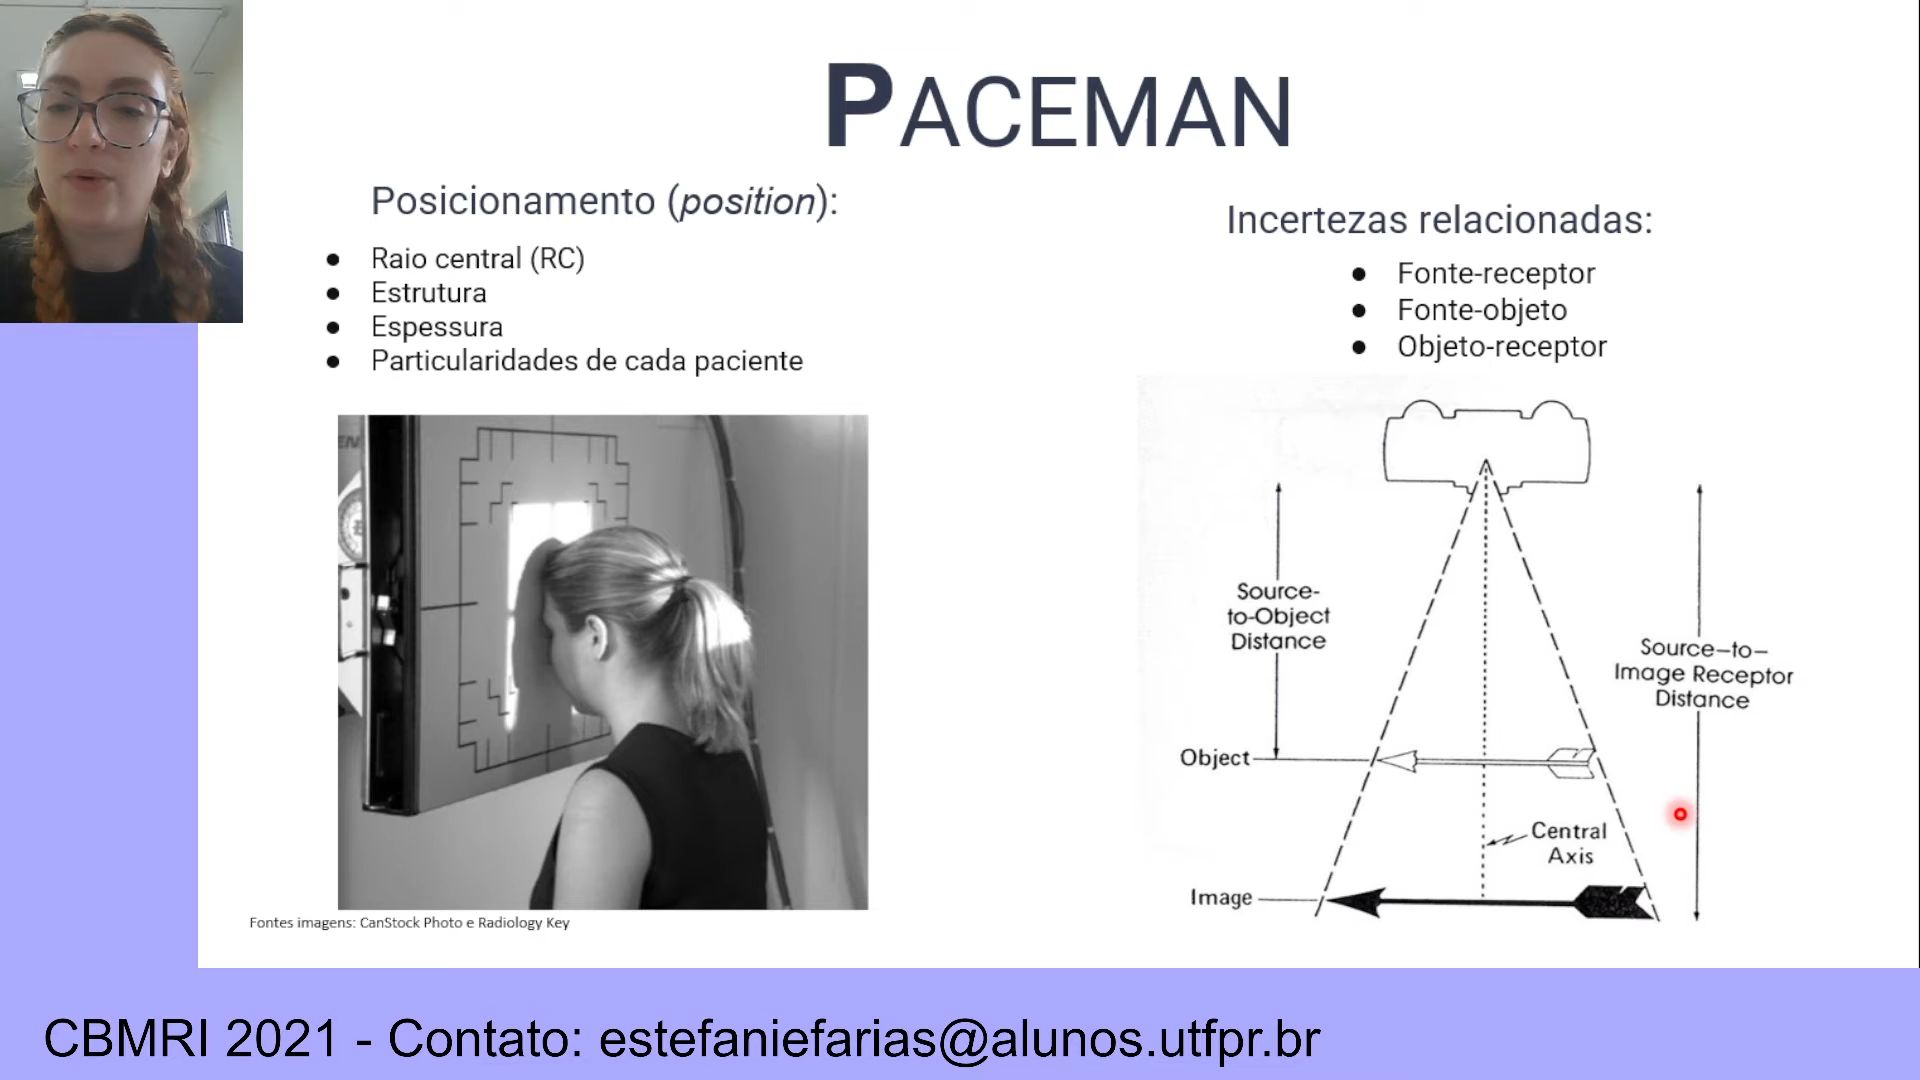 PACEMAN
Posicionamento (position):
● Raio central (RC)
● Estrutura
● Espessura
● Particularidades de cada paciente
Incertezas relacionadas:
● Fonte-receptor
● Fonte-objeto
● Objeto-receptor
EN
Source-
to-Object
Distance
Source-to-
Image Receptor
Distance
Object
Central
Axis
Image
Fontes imagens: CanStock Photo e Radiology Key
CBMRI 2021 - Contato: estefaniefarias@alunos.utfpr.br